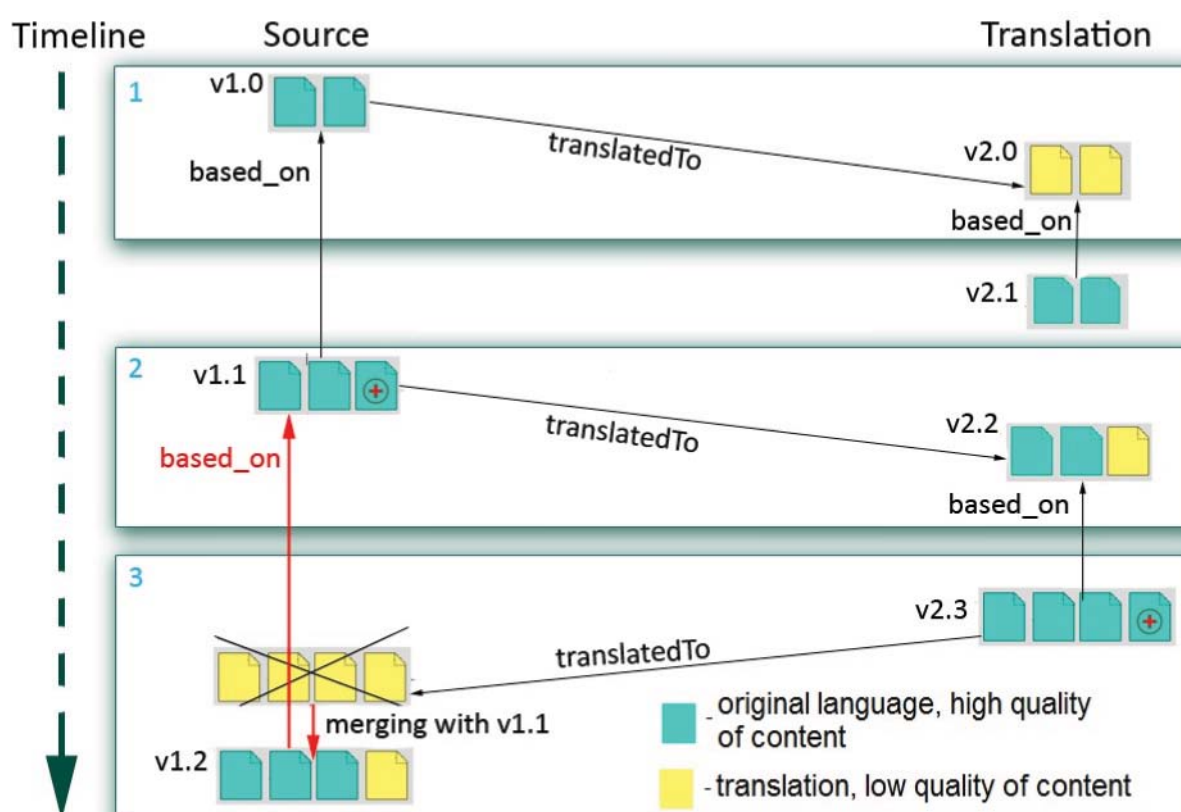 Timeline
Source
Translation
1
v1.0
translatedTo
based_on
v2.0
based_on
v2.1
2
v1.1
translatedTo
v2.2
based_on
based_on
3
v2.3
translatedTo
merging with v1.1
v1.2
- original language, high quality
of content
- translation, low quality of content